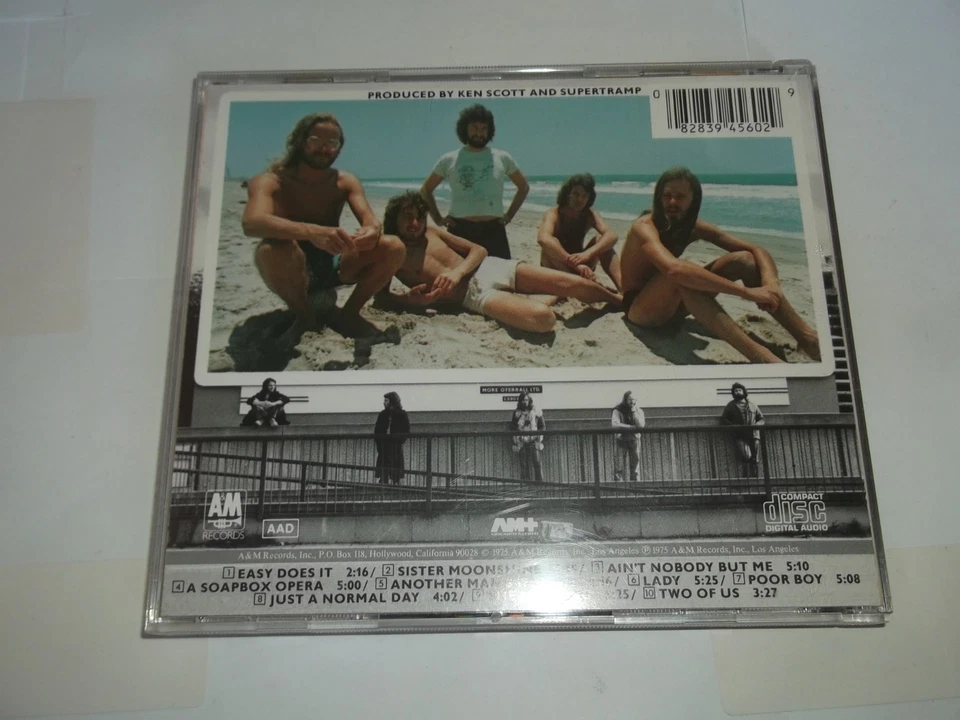 PRODUCED BY KEN SCOTT AND SUPERTRAMP
0 82839 45602 9
A&M
RECORDS
AAD
AM+
COMPACT
disc
DIGITAL AUDIO
A&M Records, Inc., P.O. Box 118, Hollywood, California 90028 © 1975 A&M Records, Inc., Los Angeles ℗ 1975 A&M Records, Inc., Los Angeles
1 EASY DOES IT 2:16/ 2 SISTER MOONSHINE 3 AIN'T NOBODY BUT ME 5:10
4 A SOAPBOX OPERA 5:00/ 5 ANOTHER 6 LADY 5:25/ 7 POOR BOY 5:08
8 JUST A NORMAL DAY 4:02/ 9 10 TWO OF US 3:27